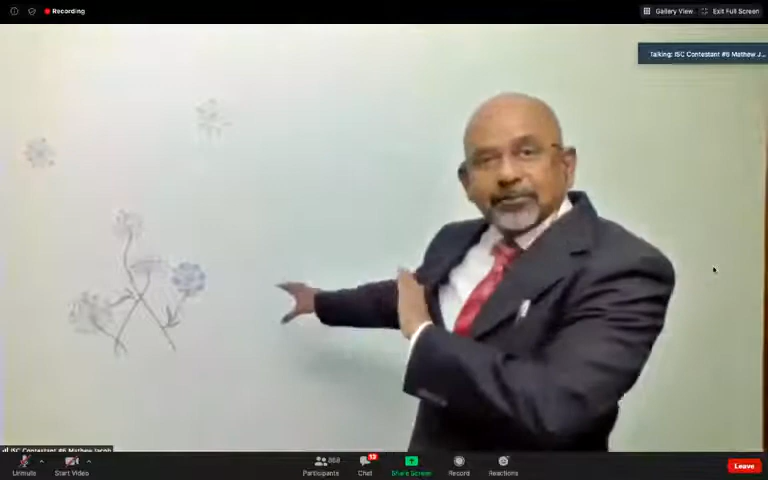 Recording
Gallery View
Exit Full Screen
Talking: ISC Contestant #6 Mathew J...
ISC Contestant #6 Mathew Jacob
Unmute
Start Video
Participants
Chat
13
Share Screen
Record
Reactions
Leave